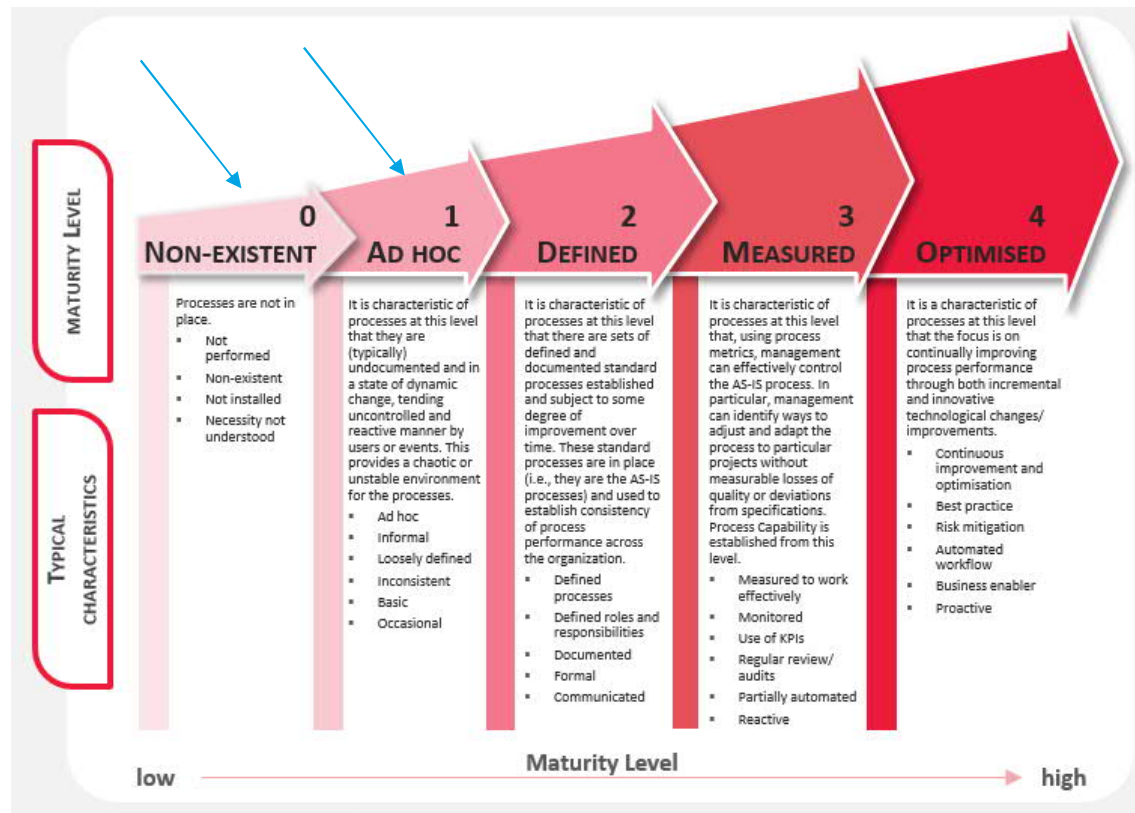 MATURITY LEVEL
TYPICAL
CHARACTERISTICS
0
NON-EXISTENT
1
AD HOC
2
DEFINED
3
MEASURED
4
OPTIMISED
Processes are not in
place.
▪ Not
performed
▪ Non-existent
▪ Not installed
▪ Necessity not
understood
It is characteristic of
processes at this level
that they are
(typically)
undocumented and in
a state of dynamic
change, tending
uncontrolled and
reactive manner by
users or events. This
provides a chaotic or
unstable environment
for the processes.
▪ Ad hoc
▪ Informal
▪ Loosely defined
▪ Inconsistent
▪ Basic
▪ Occasional
It is characteristic of
processes at this level
that there are sets of
defined and
documented standard
processes established
and subject to some
degree of
improvement over
time. These standard
processes are in place
(i.e., they are the AS-IS
processes) and used to
establish consistency
of process
performance across
the organization.
▪ Defined
processes
▪ Defined roles and
responsibilities
▪ Documented
▪ Formal
▪ Communicated
It is characteristic of
processes at this level
that, using process
metrics, management
can effectively control
the AS-IS process. In
particular, management
can identify ways to
adjust and adapt the
process to particular
projects without
measurable losses of
quality or deviations
from specifications.
Process Capability is
established from this
level.
▪ Measured to work
effectively
▪ Monitored
▪ Use of KPIs
▪ Regular review/
audits
▪ Partially automated
▪ Reactive
It is a characteristic of
processes at this level
that the focus is on
continually improving
process performance
through both incremental
and innovative
technological changes/
improvements.
▪ Continuous
improvement and
optimisation
▪ Best practice
▪ Risk mitigation
▪ Automated
workflow
▪ Business enabler
▪ Proactive
Maturity Level
low
high